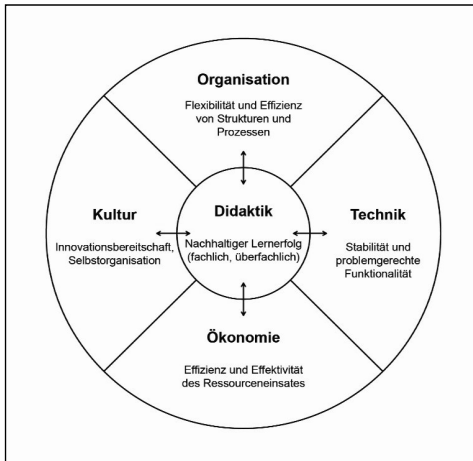 Organisation
Flexibilität und Effizienz
von Strukturen und
Prozessen
Kultur
Innovationsbereitschaft,
Selbstorganisation
Didaktik
Nachhaltiger Lernerfolg
(fachlich, überfachlich)
Technik
Stabilität und
problemgerechte
Funktionalität
Ökonomie
Effizienz und Effektivität
des Ressourceneinsates